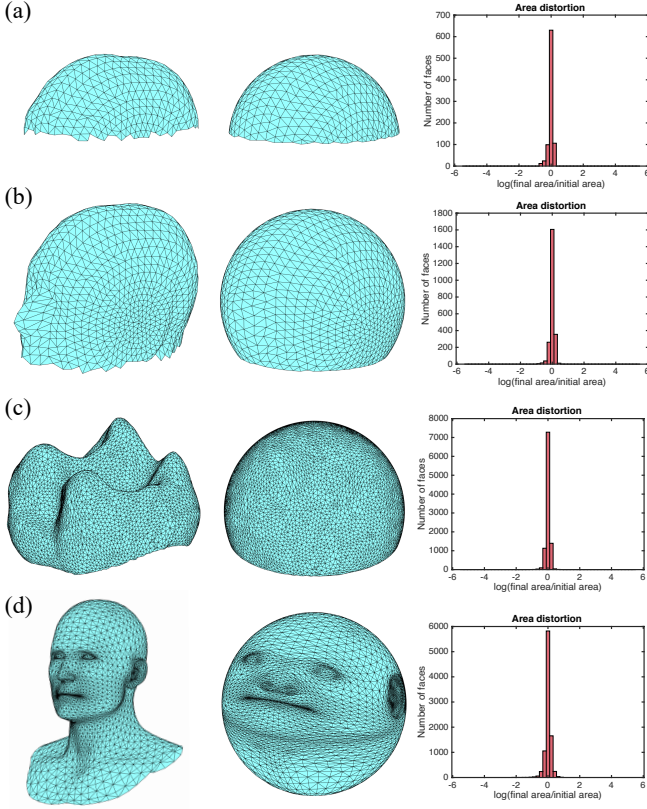 (a)
Area distortion
Number of faces
700
600
500
400
300
200
100
0
-6 -4 -2 0 2 4 6
log(final area/initial area)
(b)
Area distortion
Number of faces
1800
1600
1400
1200
1000
800
600
400
200
0
-6 -4 -2 0 2 4 6
log(final area/initial area)
(c)
Area distortion
Number of faces
8000
7000
6000
5000
4000
3000
2000
1000
0
-6 -4 -2 0 2 4 6
log(final area/initial area)
(d)
Area distortion
Number of faces
6000
5000
4000
3000
2000
1000
0
-6 -4 -2 0 2 4 6
log(final area/initial area)